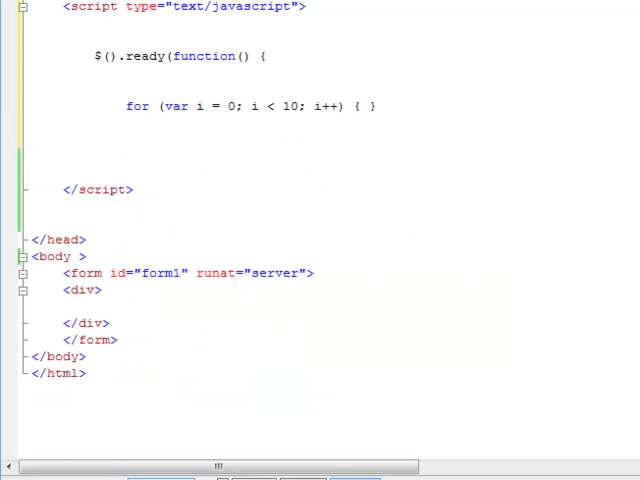 <script type="text/javascript">
$().ready(function() {
for (var i = 0; i < 10; i++) { }
</script>
</head>
<body >
<form id="form1" runat="server">
<div>
</div>
</form>
</body>
</html>